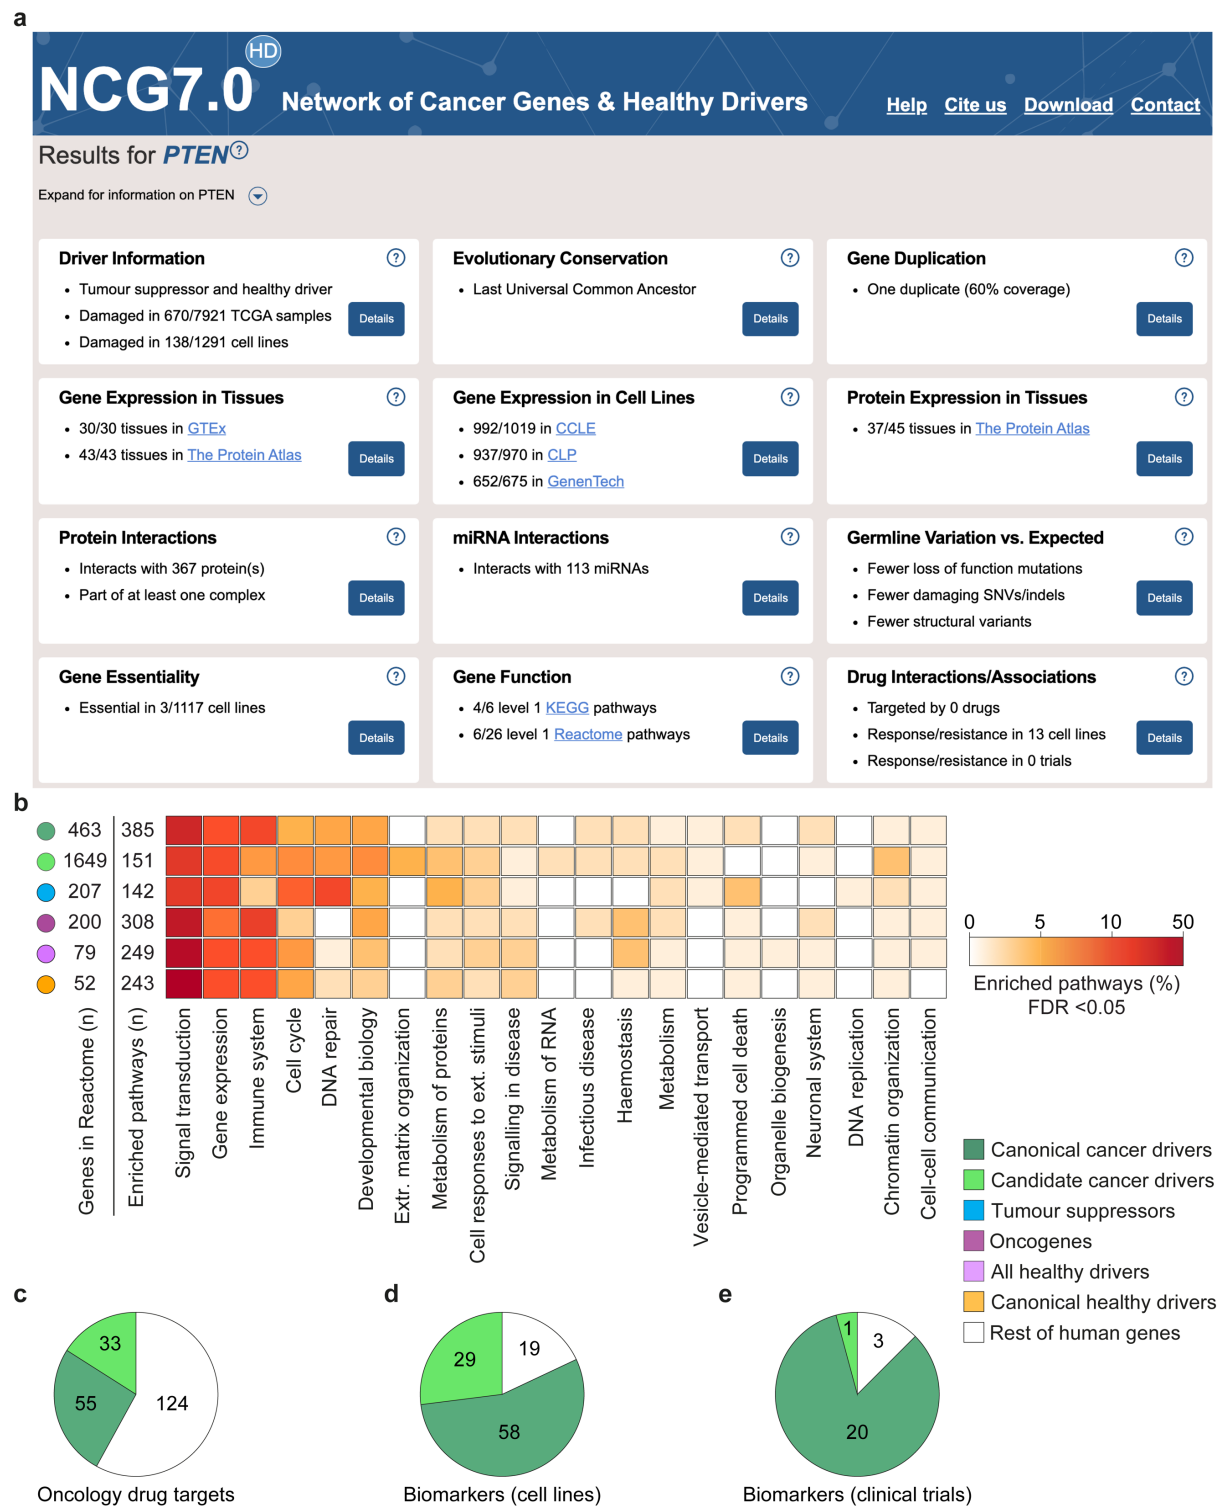 a
NCG7.0 HD Network of Cancer Genes & Healthy Drivers Help Cite us Download Contact
Results for PTEN ?
Expand for information on PTEN
Driver Information ?
• Tumour suppressor and healthy driver
• Damaged in 670/7921 TCGA samples
• Damaged in 138/1291 cell lines
Details
Evolutionary Conservation ?
• Last Universal Common Ancestor
Details
Gene Duplication ?
• One duplicate (60% coverage)
Details
Gene Expression in Tissues ?
• 30/30 tissues in GTEx
• 43/43 tissues in The Protein Atlas
Details
Gene Expression in Cell Lines ?
• 992/1019 in CCLE
• 937/970 in CLP
• 652/675 in GenenTech
Details
Protein Expression in Tissues ?
• 37/45 tissues in The Protein Atlas
Details
Protein Interactions ?
• Interacts with 367 protein(s)
• Part of at least one complex
Details
miRNA Interactions ?
• Interacts with 113 miRNAs
Details
Germline Variation vs. Expected ?
• Fewer loss of function mutations
• Fewer damaging SNVs/indels
• Fewer structural variants
Details
Gene Essentiality ?
• Essential in 3/1117 cell lines
Details
Gene Function ?
• 4/6 level 1 KEGG pathways
• 6/26 level 1 Reactome pathways
Details
Drug Interactions/Associations ?
• Targeted by 0 drugs
• Response/resistance in 13 cell lines
• Response/resistance in 0 trials
Details
b
463 385
1649 151
207 142
200 308
79 249
52 243
Genes in Reactome (n)
Enriched pathways (n)
Signal transduction
Gene expression
Immune system
Cell cycle
DNA repair
Developmental biology
Extr. matrix organization
Metabolism of proteins
Cell responses to ext. stimuli
Signalling in disease
Metabolism of RNA
Infectious disease
Haemostasis
Metabolism
Vesicle-mediated transport
Programmed cell death
Organelle biogenesis
Neuronal system
DNA replication
Chromatin organization
Cell-cell communication
0 5 10 50
Enriched pathways (%)
FDR <0.05
Canonical cancer drivers
Candidate cancer drivers
Tumour suppressors
Oncogenes
All healthy drivers
Canonical healthy drivers
Rest of human genes
c
33
55
124
Oncology drug targets
d
29
19
58
Biomarkers (cell lines)
e
1
3
20
Biomarkers (clinical trials)